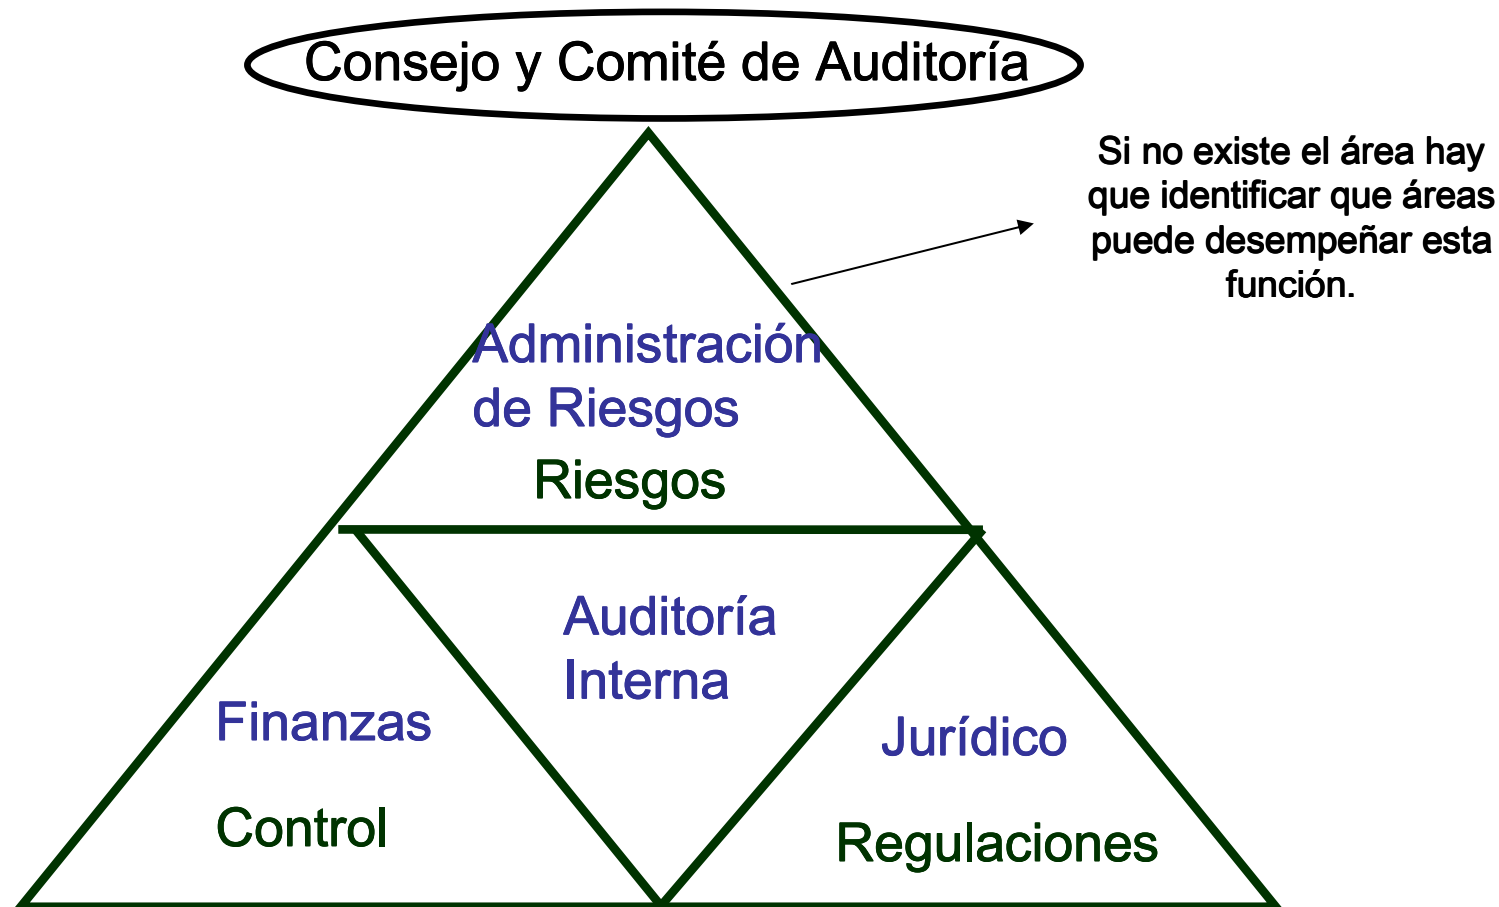 Consejo y Comité de Auditoría
Si no existe el área hay
que identificar que áreas
puede desempeñar esta
función.
Administración
de Riesgos
Riesgos
Auditoría
Interna
Finanzas
Control
Jurídico
Regulaciones